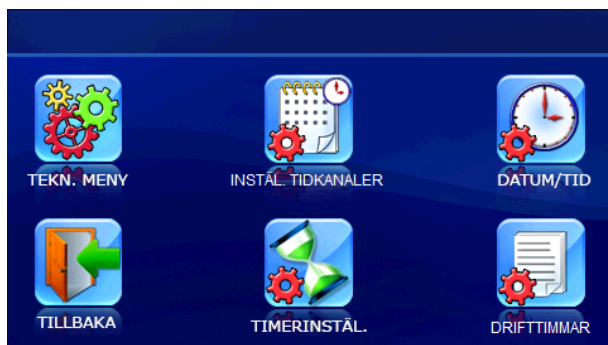 TEKN. MENY
INSTÄL. TIDKANALER
DATUM/TID
TILLBAKA
TIMERINSTÄL.
DRIFTTIMMAR